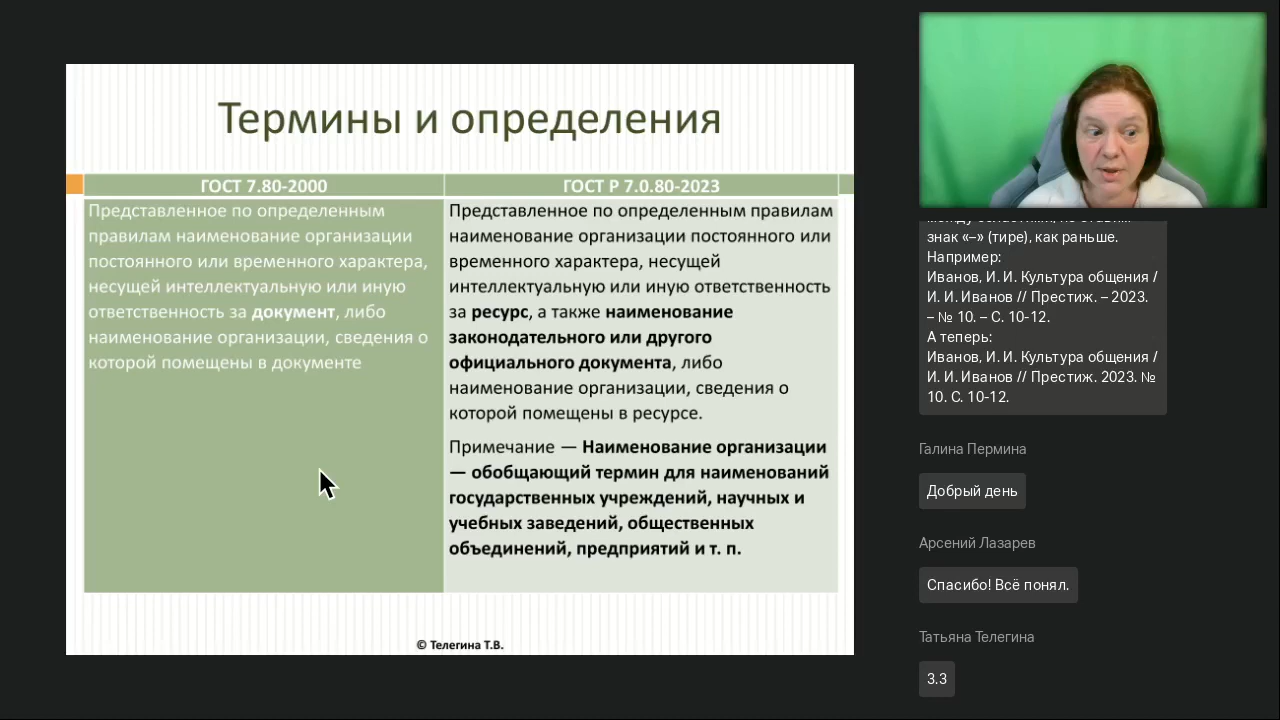 Термины и определения
ГОСТ 7.80-2000
Представленное по определенным
правилам наименование организации
постоянного или временного характера,
несущей интеллектуальную или иную
ответственность за документ, либо
наименование организации, сведения о
которой помещены в документе
ГОСТ Р 7.0.80-2023
Представленное по определенным правилам
наименование организации постоянного или
временного характера, несущей
интеллектуальную или иную ответственность
за ресурс, а также наименование
законодательного или другого
официального документа, либо
наименование организации, сведения о
которой помещены в ресурсе.
Примечание — Наименование организации
— обобщающий термин для наименований
государственных учреждений, научных и
учебных заведений, общественных
объединений, предприятий и т. п.
© Телегина Т.В.
знак «–» (тире), как раньше.
Например:
Иванов, И. И. Культура общения /
И. И. Иванов // Престиж. – 2023.
– № 10. – С. 10-12.
А теперь:
Иванов, И. И. Культура общения /
И. И. Иванов // Престиж. 2023. №
10. С. 10-12.
Галина Пермина
Добрый день
Арсений Лазарев
Спасибо! Всё понял.
Татьяна Телегина
3.3